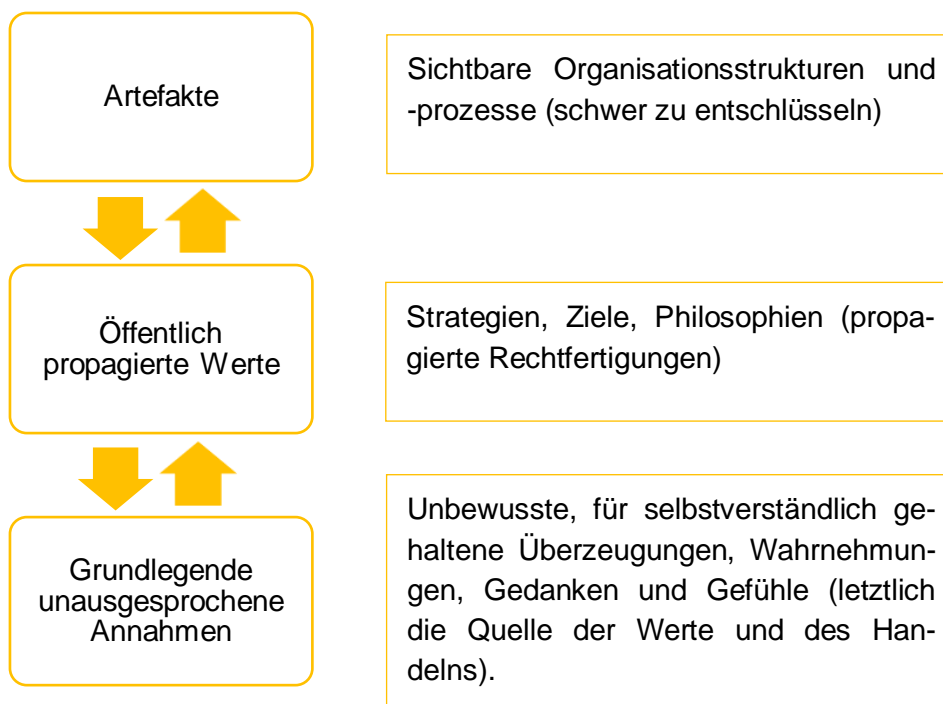 Artefakte
Sichtbare Organisationsstrukturen und
-prozesse (schwer zu entschlüsseln)
Öffentlich
propagierte Werte
Strategien, Ziele, Philosophien (propa-
gierte Rechtfertigungen)
Grundlegende
unausgesprochene
Annahmen
Unbewusste, für selbstverständlich ge-
haltene Überzeugungen, Wahrnehmun-
gen, Gedanken und Gefühle (letztlich
die Quelle der Werte und des Han-
delns).